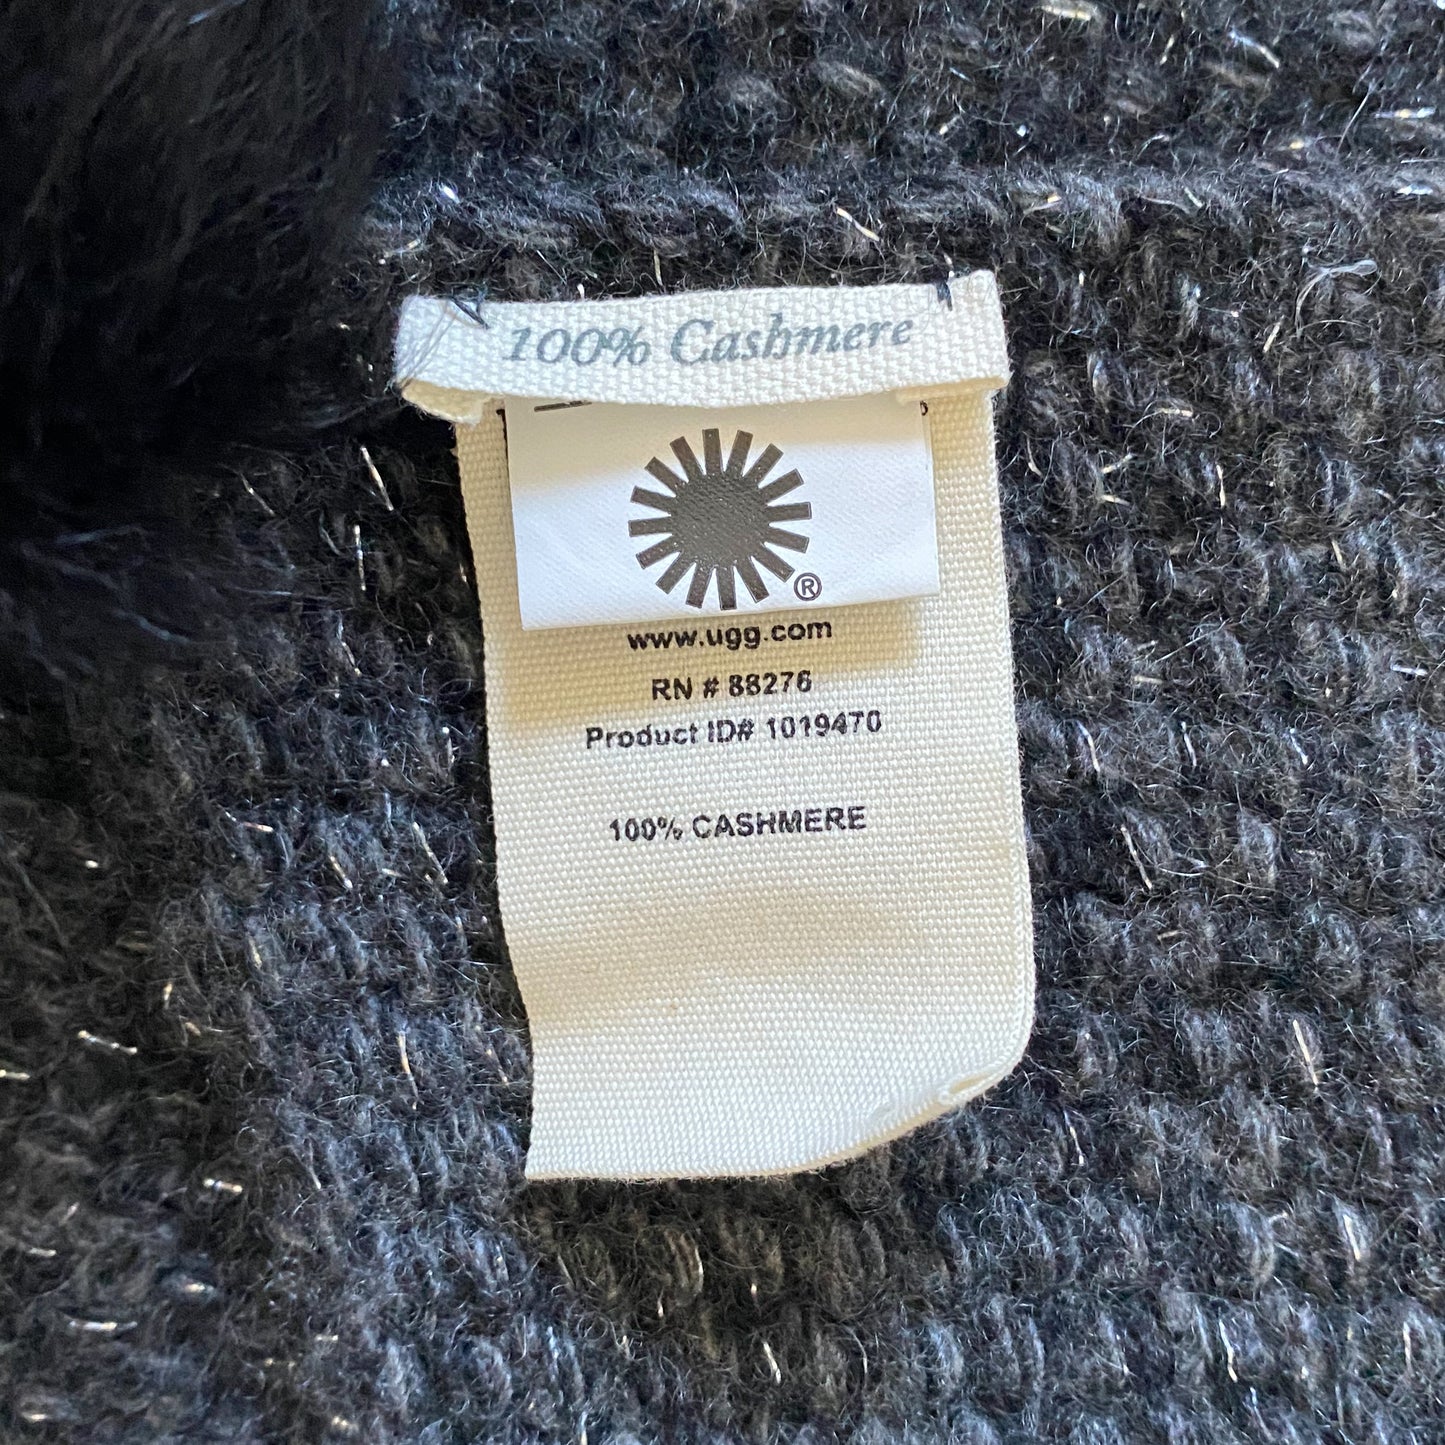 100% Cashmere
®
www.ugg.com
RN # 88276
Product ID# 1019470
100% CASHMERE